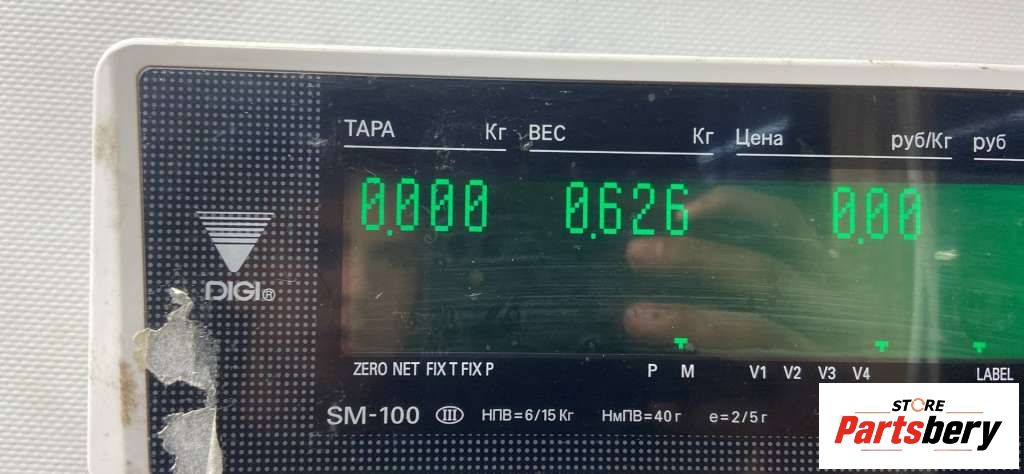 ТАРА Кг ВЕС Кг Цена руб/Кг руб
0.000 0.626 0.00
DIGI®
ZERO NET FIX T FIX P P M V1 V2 V3 V4 LABEL
SM-100 III НПВ=6/15 Кг НмПВ=40 г e=2/5 г
STORE
Partsbery